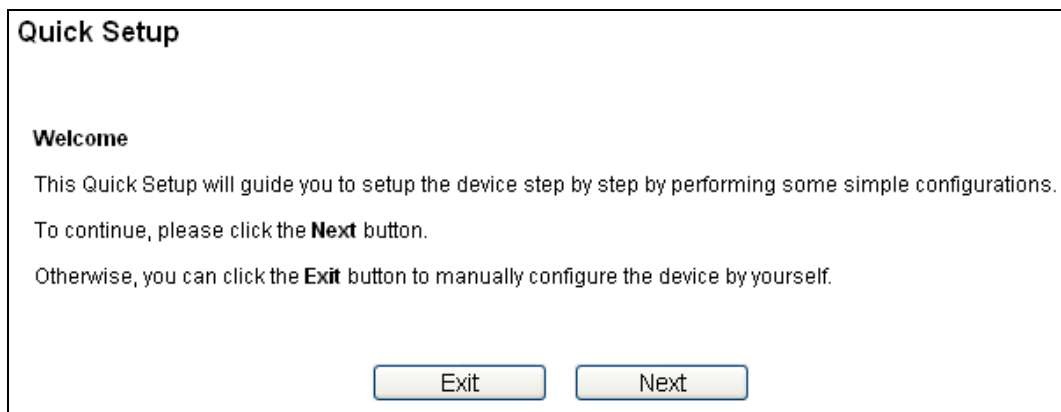 Quick Setup
Welcome
This Quick Setup will guide you to setup the device step by step by performing some simple configurations.
To continue, please click the Next button.
Otherwise, you can click the Exit button to manually configure the device by yourself.
Exit Next